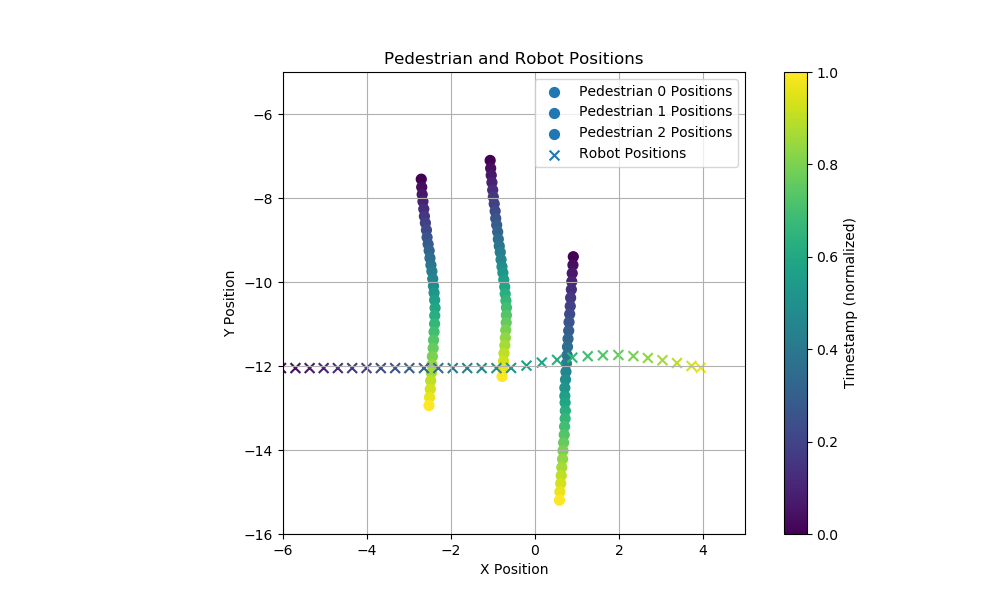 Pedestrian and Robot Positions
Pedestrian 0 Positions
Pedestrian 1 Positions
Pedestrian 2 Positions
Robot Positions
Y Position
−6
−8
−10
−12
−14
−16
−6
−4
−2
0
2
4
X Position
1.0
0.8
0.6
0.4
0.2
0.0
Timestamp (normalized)